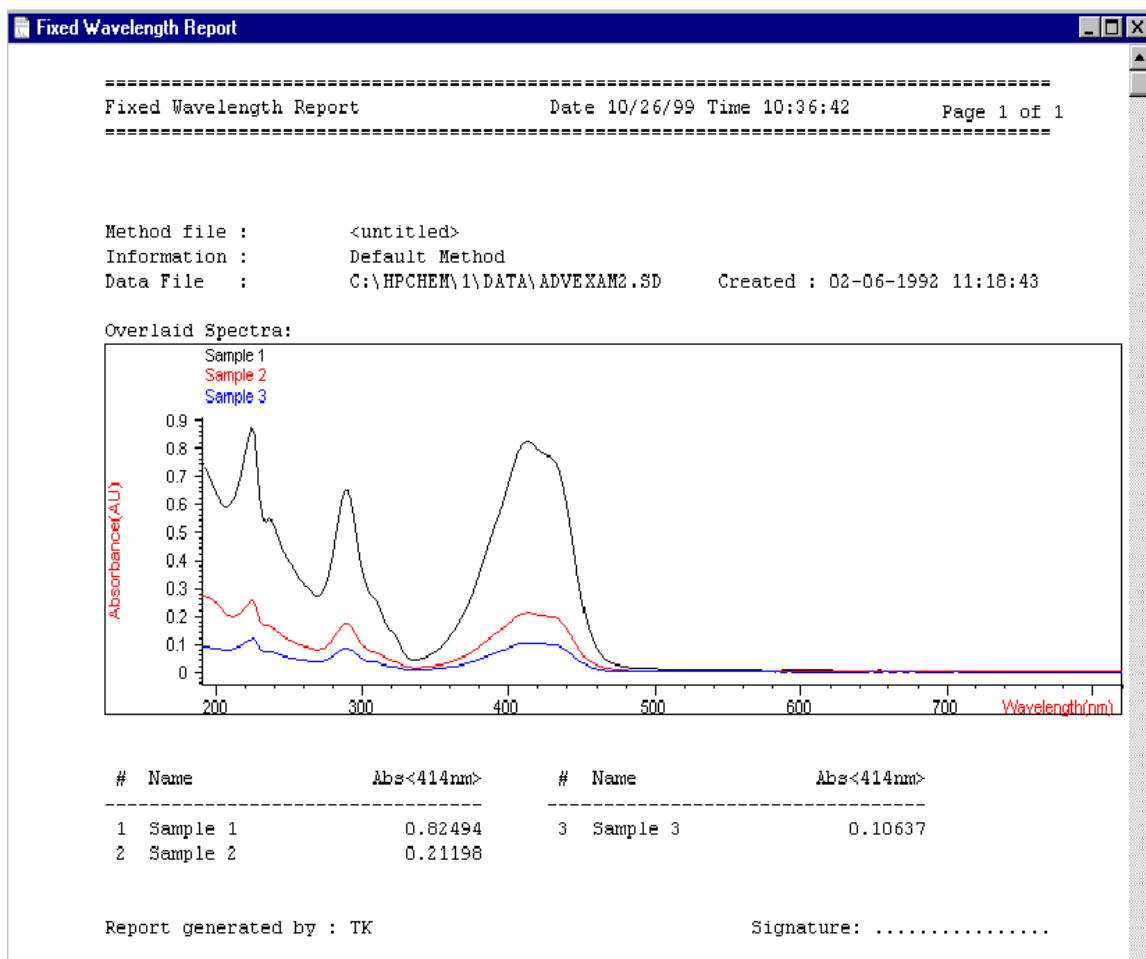 Fixed Wavelength Report
================================================================
Fixed Wavelength Report Date 10/26/99 Time 10:36:42 Page 1 of 1
================================================================
Method file : <untitled>
Information : Default Method
Data File : C:\HPCHEM\1\DATA\ADVEXAM2.SD Created : 02-06-1992 11:18:43
Overlaid Spectra:
Sample 1
Sample 2
Sample 3
0.9
0.8
0.7
0.6
0.5
0.4
0.3
0.2
0.1
0
Absorbance(AU)
200 300 400 500 600 700 Wavelength(nm)
# Name Abs<414nm> # Name Abs<414nm>
---------------------------------- ----------------------------------
1 Sample 1 0.82494 3 Sample 3 0.10637
2 Sample 2 0.21198
Report generated by : TK Signature: ................